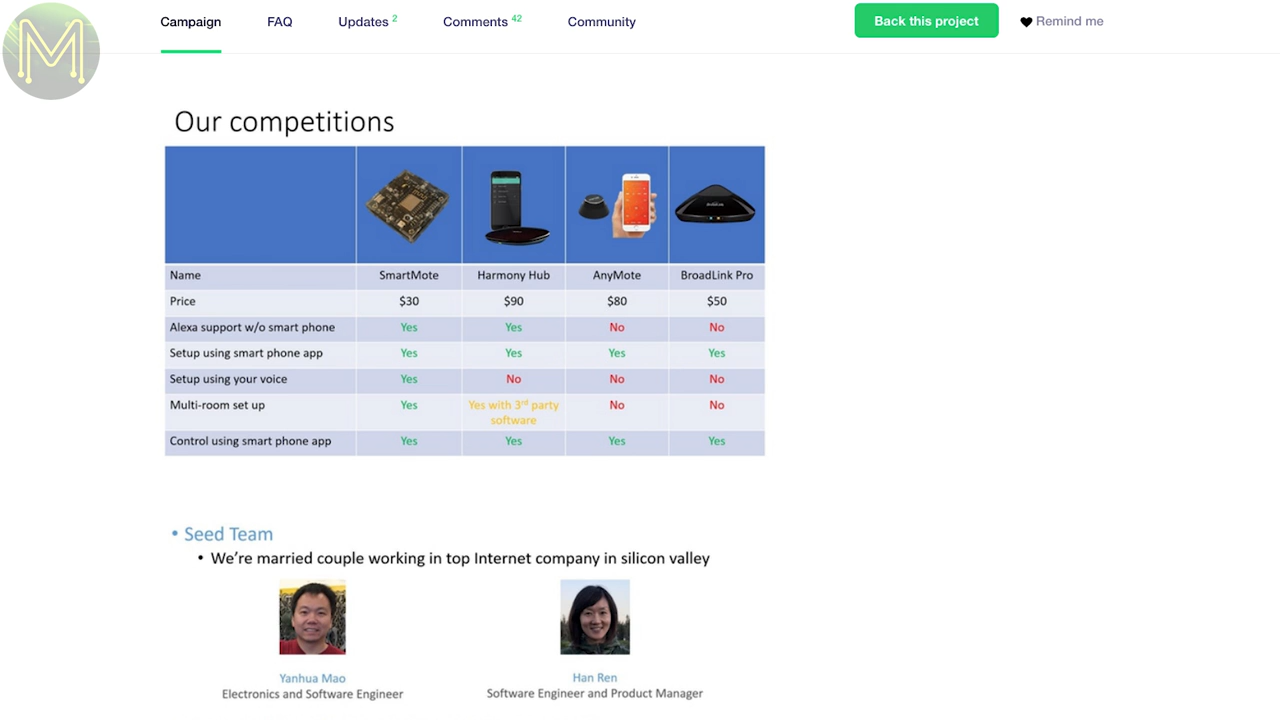 M
Campaign FAQ Updates 2 Comments 42 Community Back this project Remind me
Our competitions
Name SmartMote Harmony Hub AnyMote BroadLink Pro
Price $30 $90 $80 $50
Alexa support w/o smart phone Yes Yes No No
Setup using smart phone app Yes Yes Yes Yes
Setup using your voice Yes No No No
Multi-room set up Yes Yes with 3rd party No No
software
Control using smart phone app Yes Yes Yes Yes
• Seed Team
• We're married couple working in top Internet company in silicon valley
Yanhua Mao Han Ren
Electronics and Software Engineer Software Engineer and Product Manager